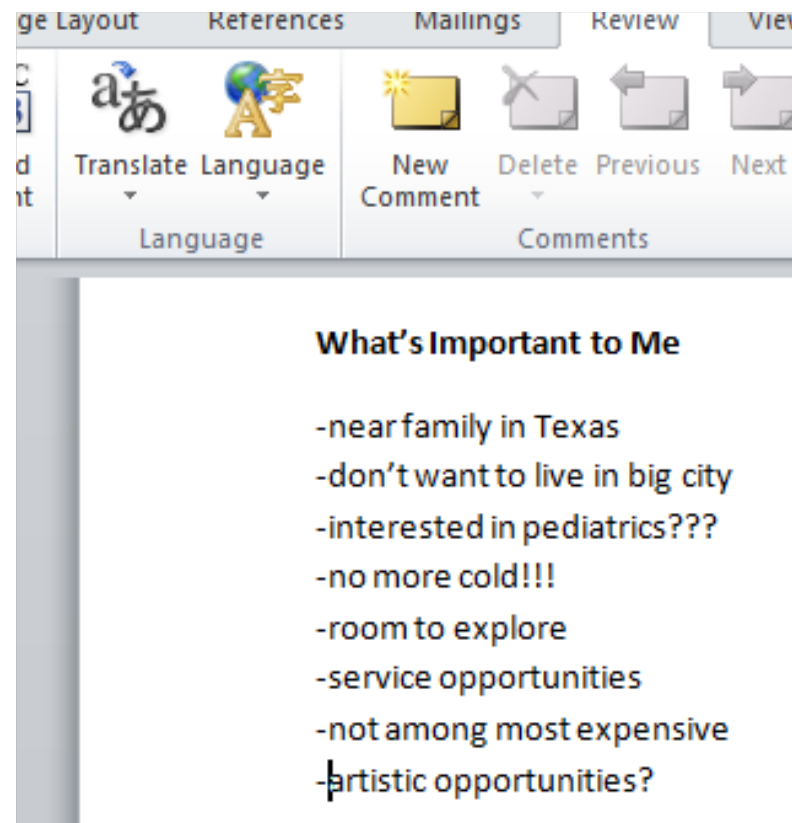 Layout References Mailings Review
Translate Language New Comment Delete Previous Next
Language Comments
What's Important to Me
-near family in Texas
-don't want to live in big city
-interested in pediatrics???
-no more cold!!!
-room to explore
-service opportunities
-not among most expensive
-artistic opportunities?